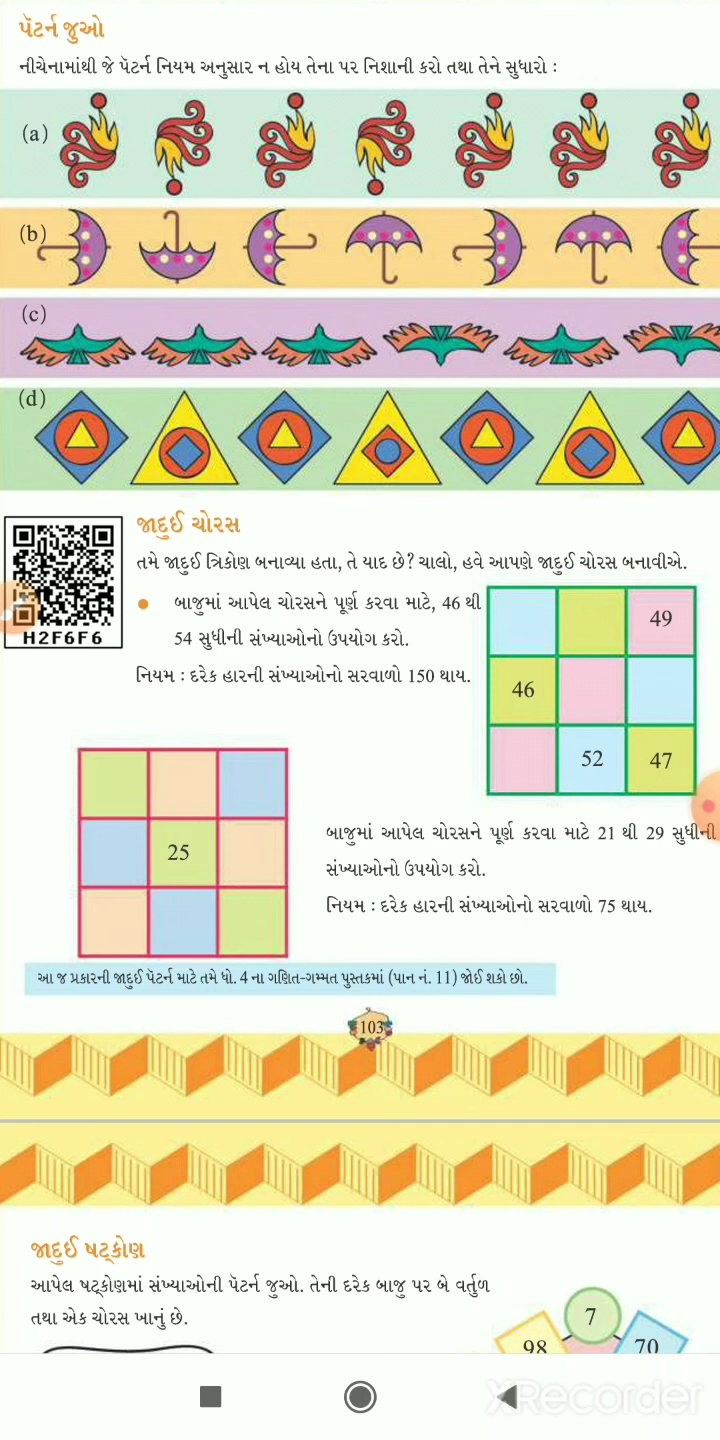 પૅટર્ન જુઓ
નીચેનામાંથી જે પૅટર્ન નિયમ અનુસાર ન હોય તેના પર નિશાની કરો તથા તેને સુધારો :
(a)
(b)
(c)
(d)
જાદુઈ ચોરસ
તમે જાદુઈ ત્રિકોણ બનાવ્યા હતા, તે યાદ છે? ચાલો, હવે આપણે જાદુઈ ચોરસ બનાવીએ.
● બાજુમાં આપેલ ચોરસને પૂર્ણ કરવા માટે, 46 થી
54 સુધીની સંખ્યાઓનો ઉપયોગ કરો.
નિયમ : દરેક હારની સંખ્યાઓનો સરવાળો 150 થાય.
H2F6F6
49
46
52 47
25
બાજુમાં આપેલ ચોરસને પૂર્ણ કરવા માટે 21 થી 29 સુધીની
સંખ્યાઓનો ઉપયોગ કરો.
નિયમ : દરેક હારની સંખ્યાઓનો સરવાળો 75 થાય.
આ જ પ્રકારની જાદુઈ પૅટર્ન માટે તમે ધો. 4 ના ગણિત-ગમ્મત પુસ્તકમાં (પાન નં. 11) જોઈ શકો છો.
103
જાદુઈ ષટ્કોણ
આપેલ ષટ્કોણમાં સંખ્યાઓની પૅટર્ન જુઓ. તેની દરેક બાજુ પર બે વર્તુળ
તથા એક ચોરસ ખાનું છે.
7
98 70
XRecorder